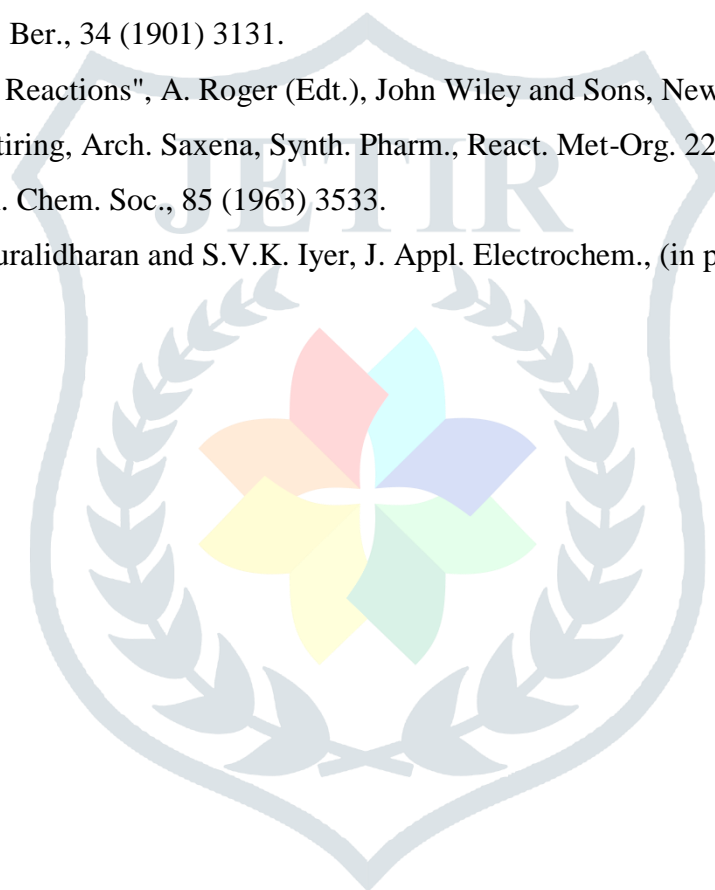 Ber., 34 (1901) 3131.
Reactions", A. Roger (Edt.), John Wiley and Sons, New
tiring, Arch. Saxena, Synth. Pharm., React. Met-Org. 22
. Chem. Soc., 85 (1963) 3533.
JETIR
uralidharan and S.V.K. Iyer, J. Appl. Electrochem., (in p